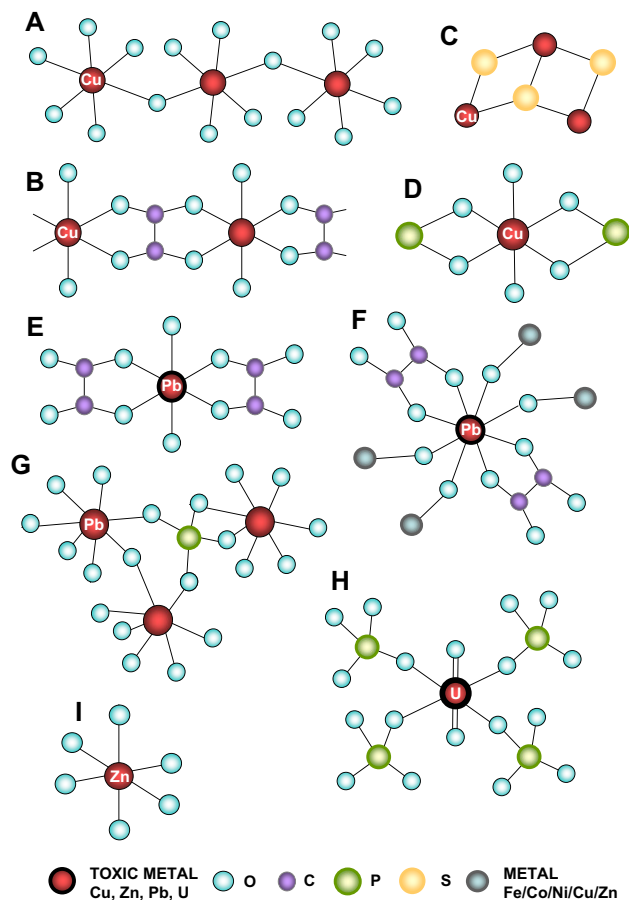 A
C
Cu
Cu
B
D
Cu
Cu
E
F
Pb
Pb
G
Pb
H
U
I
Zn
TOXIC METAL
Cu, Zn, Pb, U
O
C
P
S
METAL
Fe/Co/Ni/Cu/Zn